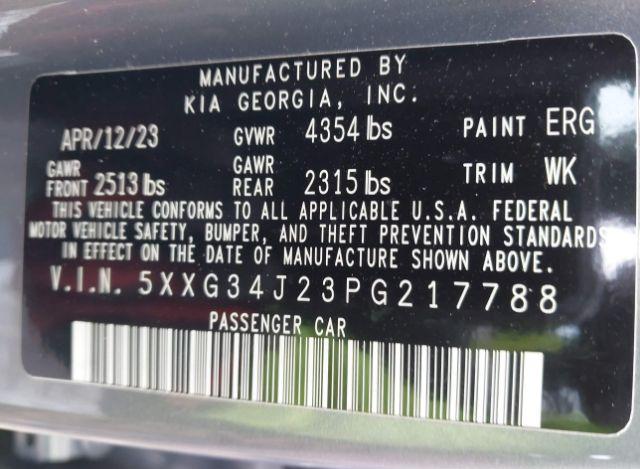 MANUFACTURED BY
KIA GEORGIA, INC.
APR/12/23 GVWR 4354 lbs PAINT ERG
GAWR FRONT 2513 lbs GAWR REAR 2315 lbs TRIM WK
THIS VEHICLE CONFORMS TO ALL APPLICABLE U.S.A. FEDERAL
MOTOR VEHICLE SAFETY, BUMPER, AND THEFT PREVENTION STANDARDS
IN EFFECT ON THE DATE OF MANUFACTURE SHOWN ABOVE.
V.I.N. 5XXG34J23PG217788
PASSENGER CAR